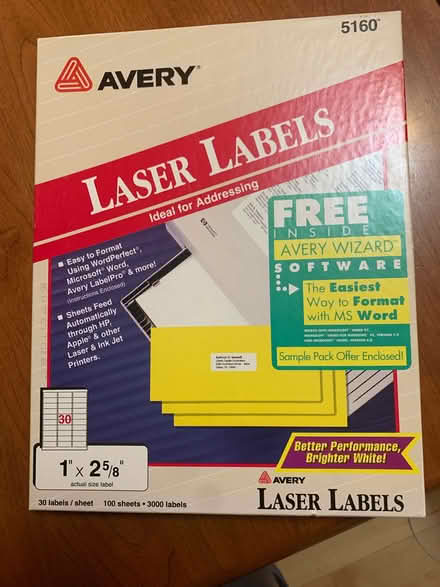 5160®
AVERY®
LASER LABELS
Ideal for Addressing
Easy to Format
Using WordPerfect,®
Microsoft® Word,
Avery LabelPro® & more!
(Instructions Enclosed)
Sheets Feed
Automatically
through HP,
Apple® & other
Laser & Ink Jet
Printers.
FREE
INSIDE
AVERY WIZARD™
SOFTWARE
The Easiest
Way to Format
with MS Word
Sample Pack Offer Enclosed!
30
1" x 2 5/8"
actual size label
30 labels / sheet 100 sheets • 3000 labels
Better Performance,
Brighter White!
AVERY
LASER LABELS